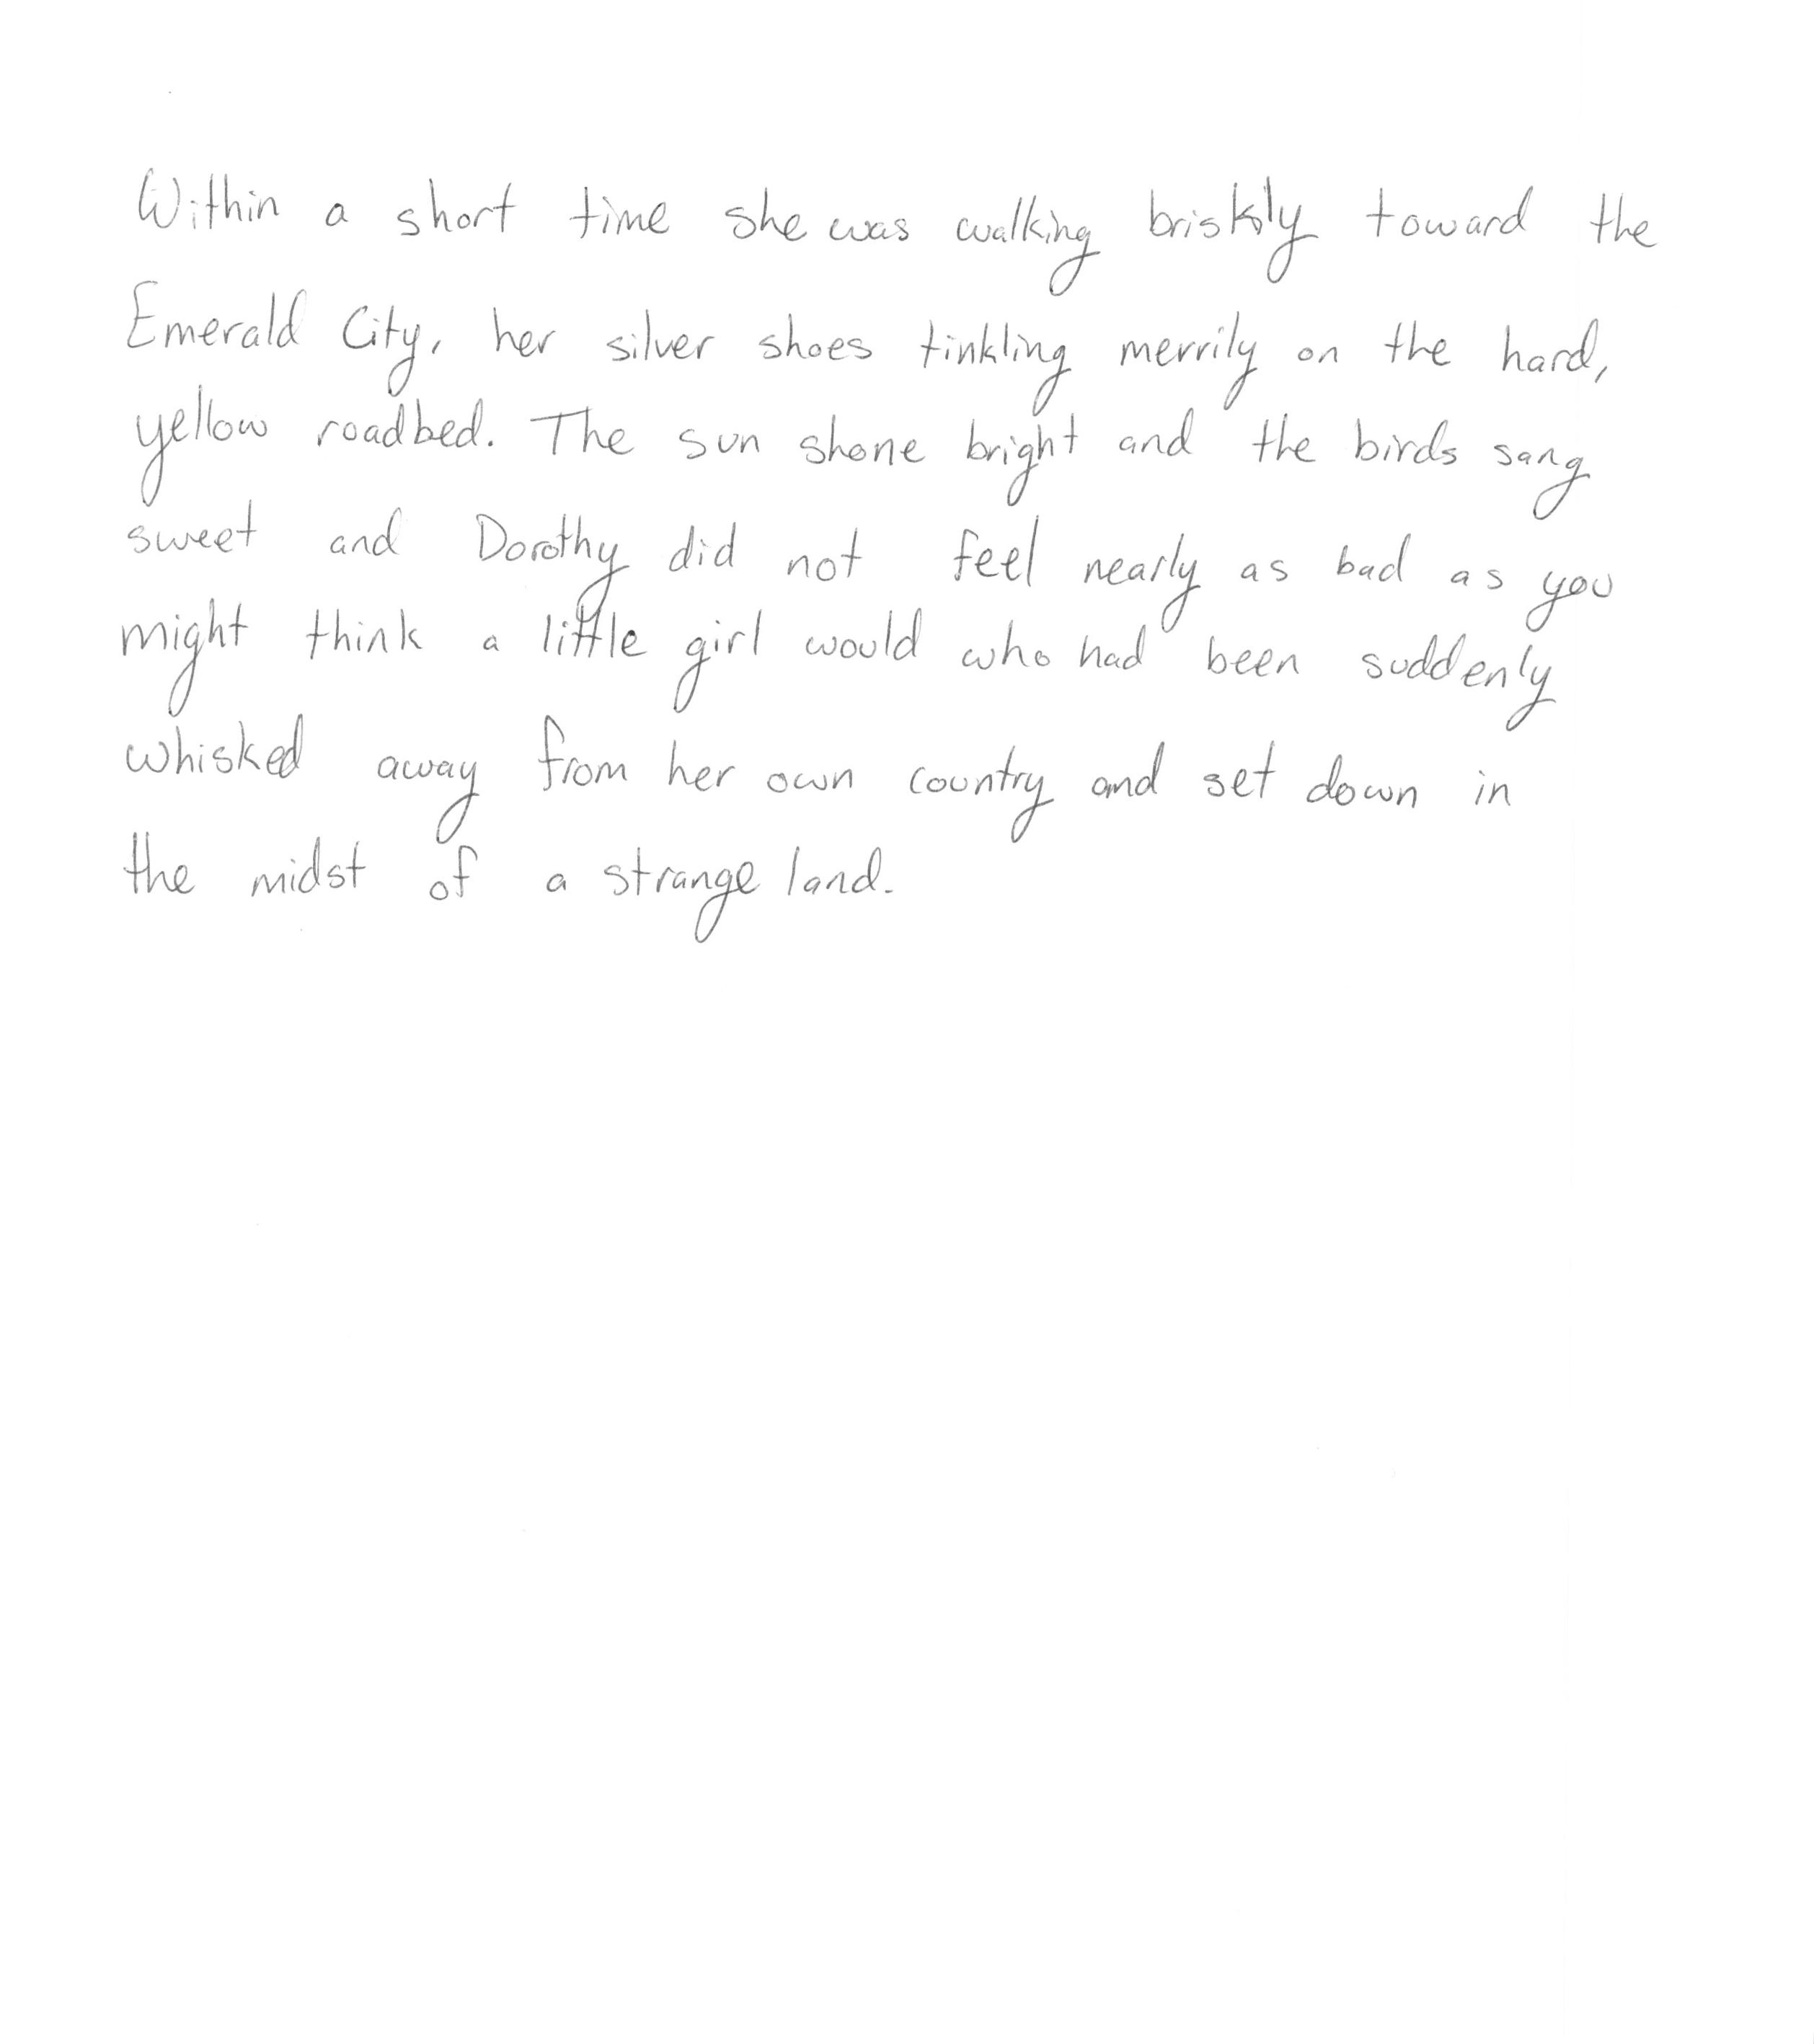 Within a short time she was walking briskly toward the
Emerald City, her silver shoes tinkling merrily on the hard,
yellow roadbed. The sun shone bright and the birds sang
sweet and Dorothy did not feel nearly as bad as you
might think a little girl would who had been suddenly
whisked away from her own country and set down in
the midst of a strange land.